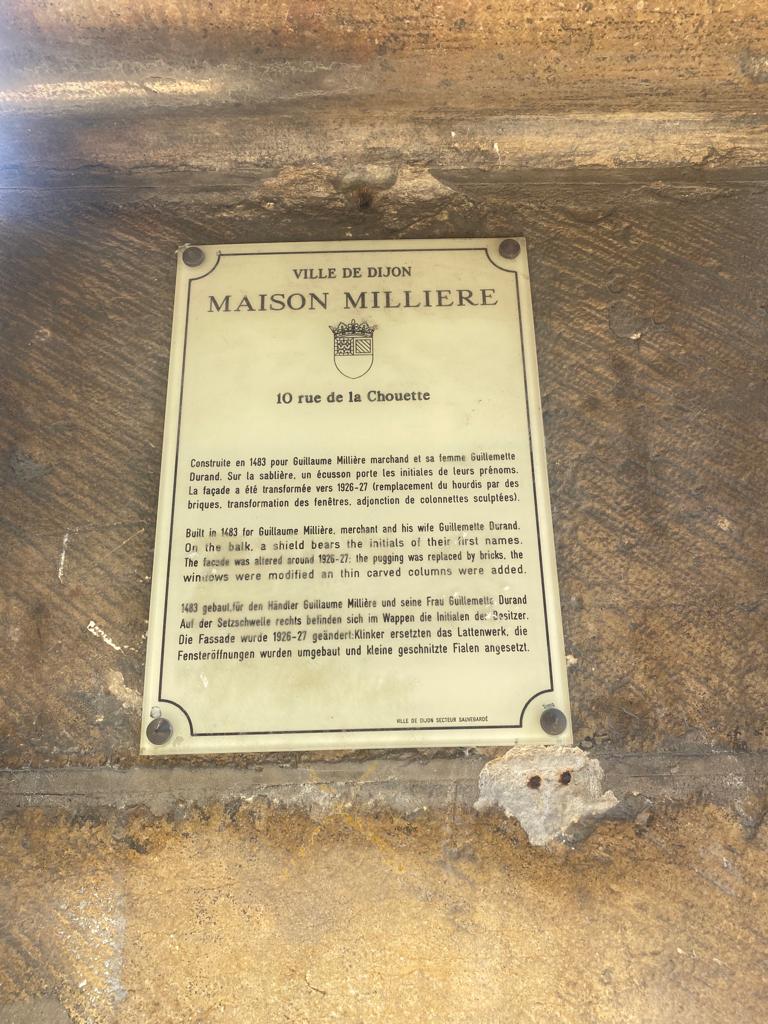 VILLE DE DIJON
MAISON MILLIERE
10 rue de la Chouette
Construite en 1483 pour Guillaume Millière marchand et sa femme Guillemette
Durand. Sur la sablière, un écusson porte les initiales de leurs prénoms.
La façade a été transformée vers 1926-27 (remplacement du hourdis par des
briques, transformation des fenêtres, adjonction de colonnettes sculptées).
Built in 1483 for Guillaume Millière, merchant and his wife Guillemette Durand.
On the balk, a shield bears the initials of their first names.
The facade was altered around 1926-27: the pugging was replaced by bricks, the
windows were modified an thin carved columns were added.
1483 gebaut für den Händler Guillaume Millière und seine Frau Guillemette Durand
Auf der Setzschwelle rechts befinden sich im Wappen die Initialen der Besitzer.
Die Fassade wurde 1926-27 geändert: Klinker ersetzten das Lattenwerk, die
Fensteröffnungen wurden umgebaut und kleine geschnitzte Fialen angesetzt.
VILLE DE DIJON SECTEUR SAUVEGARDÉ